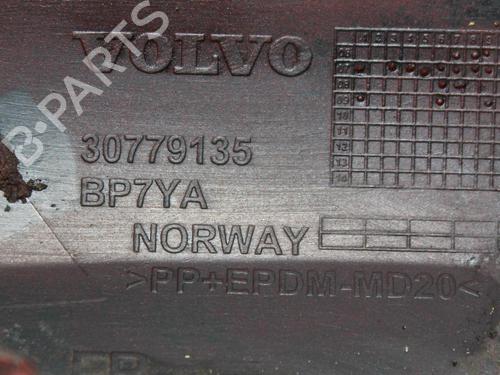 B-PARTS
VOLVO
30779135
BP7YA
NORWAY
>PP+EPDM-MD20<